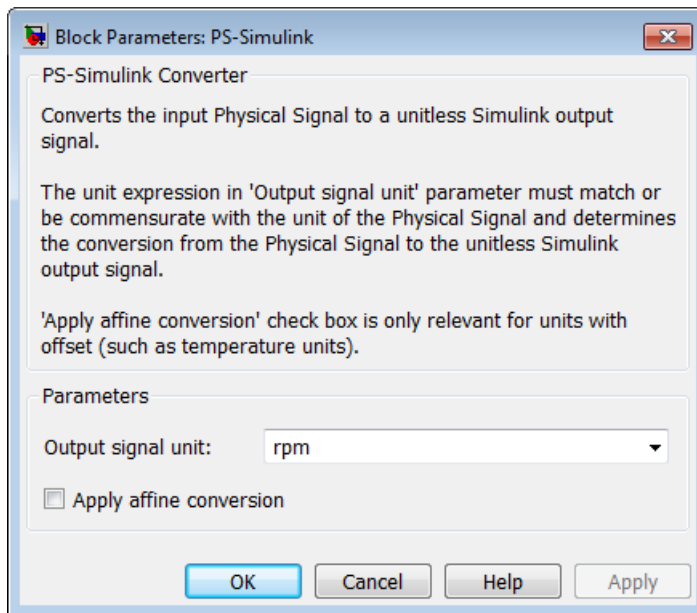 Block Parameters: PS-Simulink
PS-Simulink Converter
Converts the input Physical Signal to a unitless Simulink output
signal.
The unit expression in 'Output signal unit' parameter must match or
be commensurate with the unit of the Physical Signal and determines
the conversion from the Physical Signal to the unitless Simulink
output signal.
'Apply affine conversion' check box is only relevant for units with
offset (such as temperature units).
Parameters
Output signal unit: rpm
Apply affine conversion
OK Cancel Help Apply